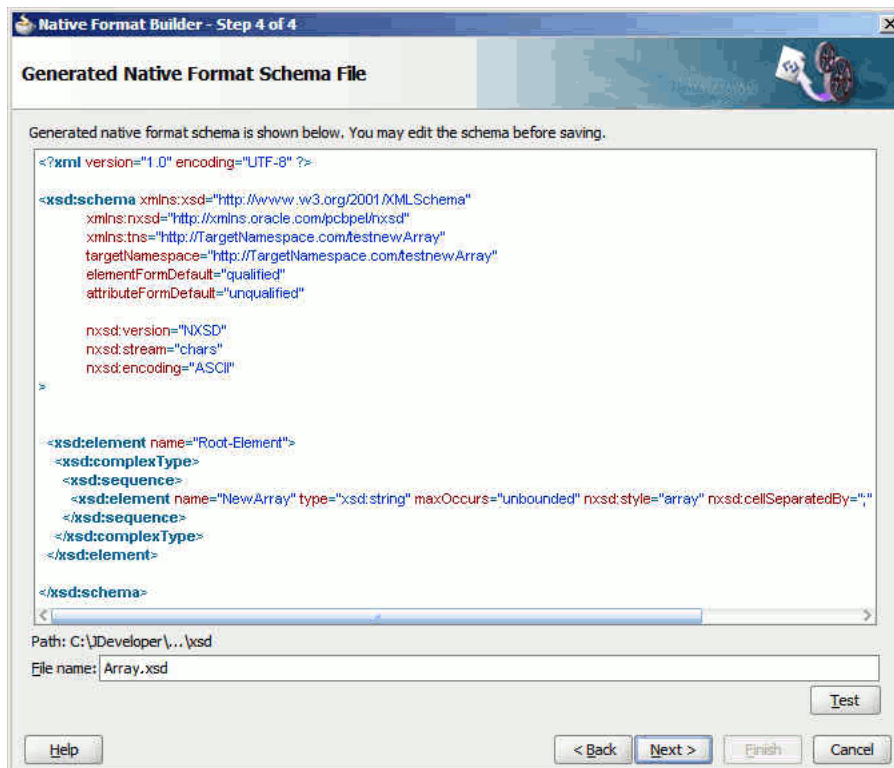 Native Format Builder - Step 4 of 4
Generated Native Format Schema File
Generated native format schema is shown below. You may edit the schema before saving.
<?xml version="1.0" encoding="UTF-8" ?>
<xsd:schema xmlns:xsd="http://www.w3.org/2001/XMLSchema"
xmlns:nxsd="http://xmlns.oracle.com/pcbpel/nxsd"
xmlns:tns="http://TargetNamespace.com/testnewArray"
targetNamespace="http://TargetNamespace.com/testnewArray"
elementFormDefault="qualified"
attributeFormDefault="unqualified"
nxsd:version="NXSD"
nxsd:stream="chars"
nxsd:encoding="ASCII"
>
<xsd:element name="Root-Element">
<xsd:complexType>
<xsd:sequence>
<xsd:element name="NewArray" type="xsd:string" maxOccurs="unbounded" nxsd:style="array" nxsd:cellSeparatedBy=";"
</xsd:sequence>
</xsd:complexType>
</xsd:element>
</xsd:schema>
Path: C:\JDeveloper\...\xsd
File name: Array.xsd
Test
Help < Back Next > Finish Cancel